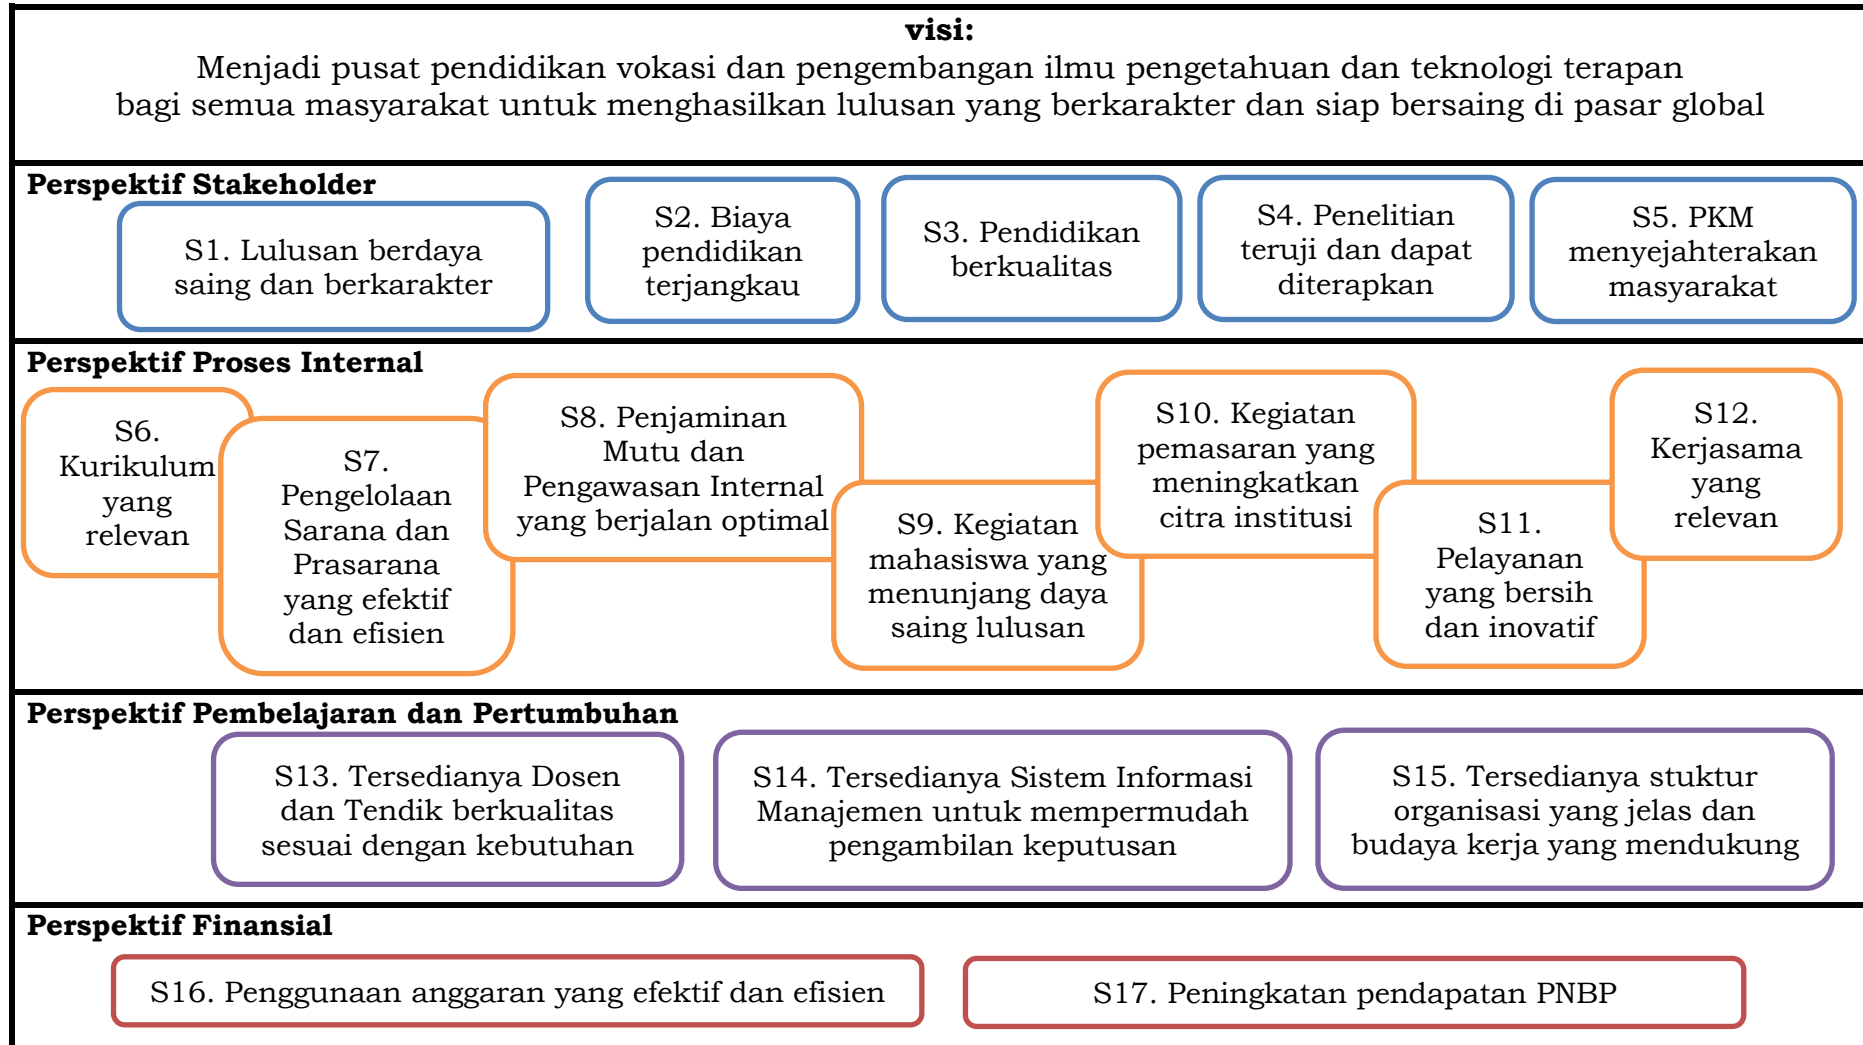 visi:
Menjadi pusat pendidikan vokasi dan pengembangan ilmu pengetahuan dan teknologi terapan
bagi semua masyarakat untuk menghasilkan lulusan yang berkarakter dan siap bersaing di pasar global
Perspektif Stakeholder
S1. Lulusan berdaya
saing dan berkarakter
S2. Biaya
pendidikan
terjangkau
S3. Pendidikan
berkualitas
S4. Penelitian
teruji dan dapat
diterapkan
S5. PKM
menyejahterakan
masyarakat
Perspektif Proses Internal
S6.
Kurikulum
yang
relevan
S7.
Pengelolaan
Sarana dan
Prasarana
yang efektif
dan efisien
S8. Penjaminan
Mutu dan
Pengawasan Internal
yang berjalan optimal
S9. Kegiatan
mahasiswa yang
menunjang daya
saing lulusan
S10. Kegiatan
pemasaran yang
meningkatkan
citra institusi
S11.
Pelayanan
yang bersih
dan inovatif
S12.
Kerjasama
yang
relevan
Perspektif Pembelajaran dan Pertumbuhan
S13. Tersedianya Dosen
dan Tendik berkualitas
sesuai dengan kebutuhan
S14. Tersedianya Sistem Informasi
Manajemen untuk mempermudah
pengambilan keputusan
S15. Tersedianya stuktur
organisasi yang jelas dan
budaya kerja yang mendukung
Perspektif Finansial
S16. Penggunaan anggaran yang efektif dan efisien
S17. Peningkatan pendapatan PNBP